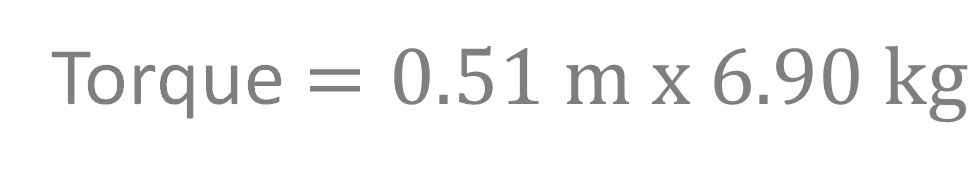 Torque = 0.51 m x 6.90 kg